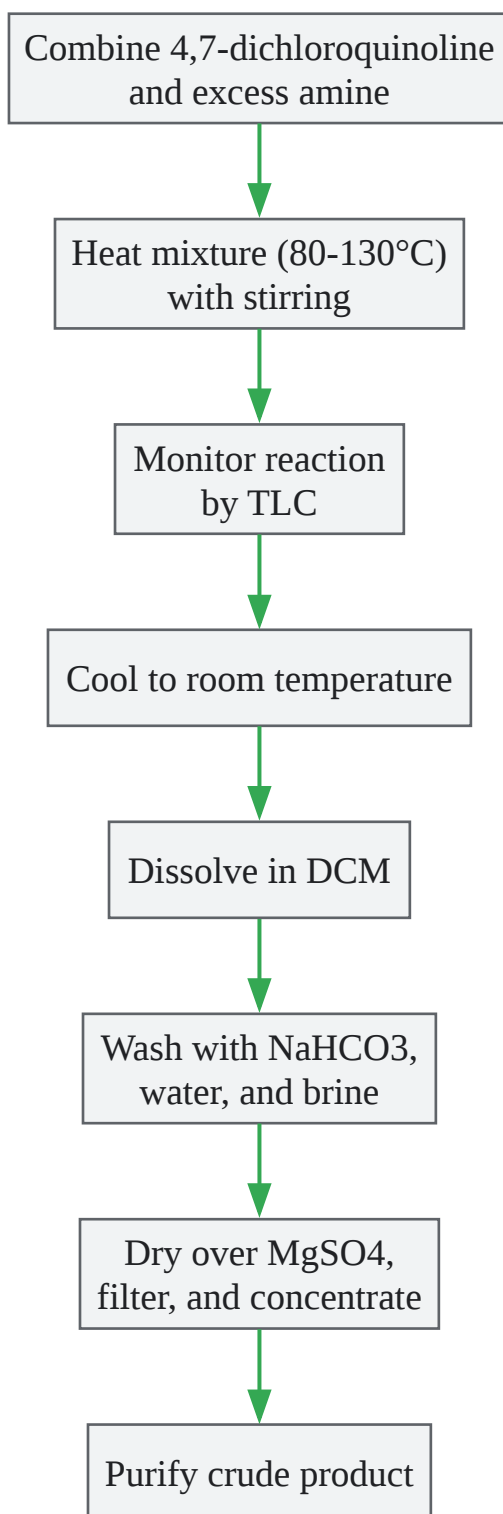 Combine 4,7-dichloroquinoline
and excess amine
Heat mixture (80-130°C)
with stirring
Monitor reaction
by TLC
Cool to room temperature
Dissolve in DCM
Wash with NaHCO3,
water, and brine
Dry over MgSO4,
filter, and concentrate
Purify crude product